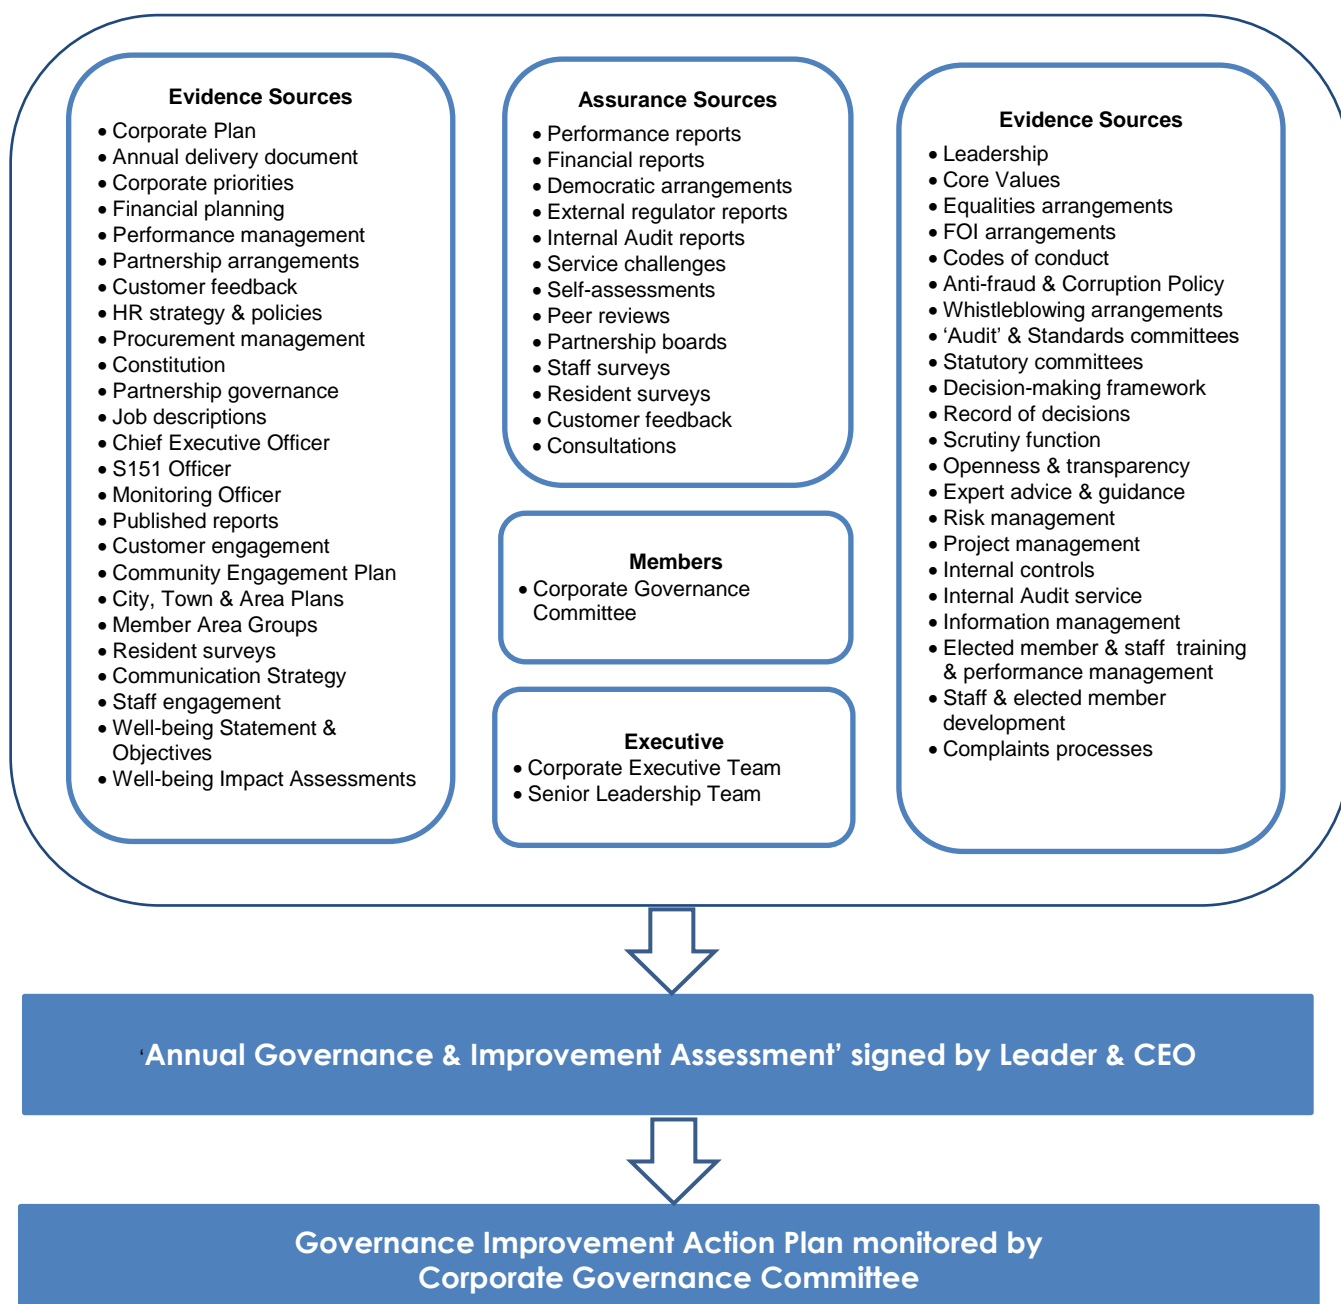 Evidence Sources
• Corporate Plan
• Annual delivery document
• Corporate priorities
• Financial planning
• Performance management
• Partnership arrangements
• Customer feedback
• HR strategy & policies
• Procurement management
• Constitution
• Partnership governance
• Job descriptions
• Chief Executive Officer
• S151 Officer
• Monitoring Officer
• Published reports
• Customer engagement
• Community Engagement Plan
• City, Town & Area Plans
• Member Area Groups
• Resident surveys
• Communication Strategy
• Staff engagement
• Well-being Statement &
Objectives
• Well-being Impact Assessments
Assurance Sources
• Performance reports
• Financial reports
• Democratic arrangements
• External regulator reports
• Internal Audit reports
• Service challenges
• Self-assessments
• Peer reviews
• Partnership boards
• Staff surveys
• Resident surveys
• Customer feedback
• Consultations
Members
• Corporate Governance
Committee
Executive
• Corporate Executive Team
• Senior Leadership Team
Evidence Sources
• Leadership
• Core Values
• Equalities arrangements
• FOI arrangements
• Codes of conduct
• Anti-fraud & Corruption Policy
• Whistleblowing arrangements
• ‘Audit’ & Standards committees
• Statutory committees
• Decision-making framework
• Record of decisions
• Scrutiny function
• Openness & transparency
• Expert advice & guidance
• Risk management
• Project management
• Internal controls
• Internal Audit service
• Information management
• Elected member & staff training
& performance management
• Staff & elected member
development
• Complaints processes
‘Annual Governance & Improvement Assessment’ signed by Leader & CEO
Governance Improvement Action Plan monitored by
Corporate Governance Committee